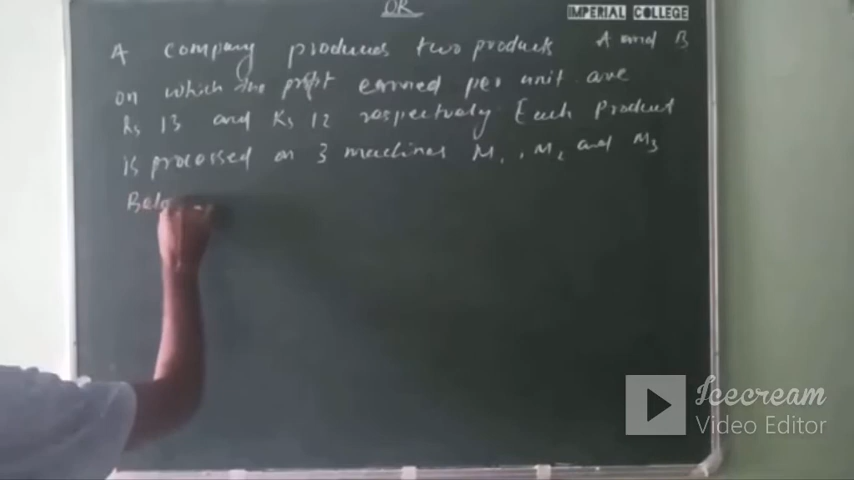 OR
IMPERIAL COLLEGE
A company produces two products A and B
on which the profit earned per unit are
Rs 13 and Rs 12 respectively Each Product
is processed on 3 machines M1, M2 and M3
Belo
Icecream
Video Editor